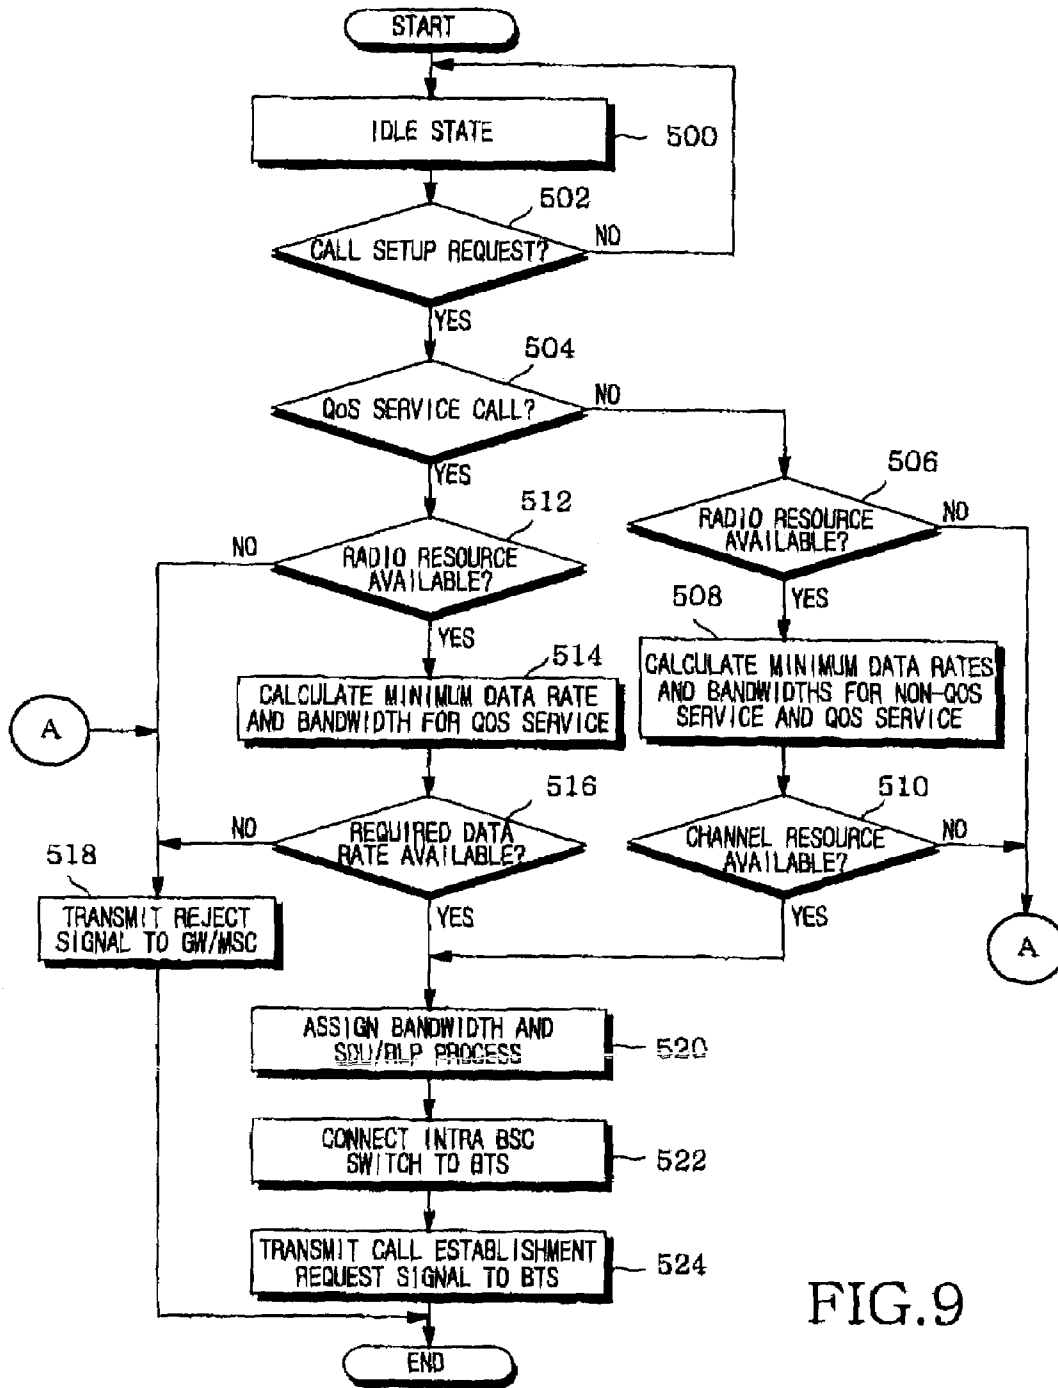 START
IDLE STATE
500
502
CALL SETUP REQUEST?
NO
YES
504
QoS SERVICE CALL?
NO
YES
506
512
RADIO RESOURCE
AVAILABLE?
NO
NO
RADIO RESOURCE
AVAILABLE?
YES
508
YES
514
CALCULATE MINIMUM DATA RATE
AND BANDWIDTH FOR QOS SERVICE
CALCULATE MINIMUM DATA RATES
AND BANDWIDTHS FOR NON-QOS
SERVICE AND QOS SERVICE
A
516
510
NO
REQUIRED DATA
RATE AVAILABLE?
CHANNEL RESOURCE
AVAILABLE?
NO
518
YES
YES
TRANSMIT REJECT
SIGNAL TO GW/MSC
A
ASSIGN BANDWIDTH AND
SDU/RLP PROCESS
520
CONNECT INTRA BSC
SWITCH TO BTS
522
TRANSMIT CALL ESTABLISHMENT
REQUEST SIGNAL TO BTS
524
FIG.9
END